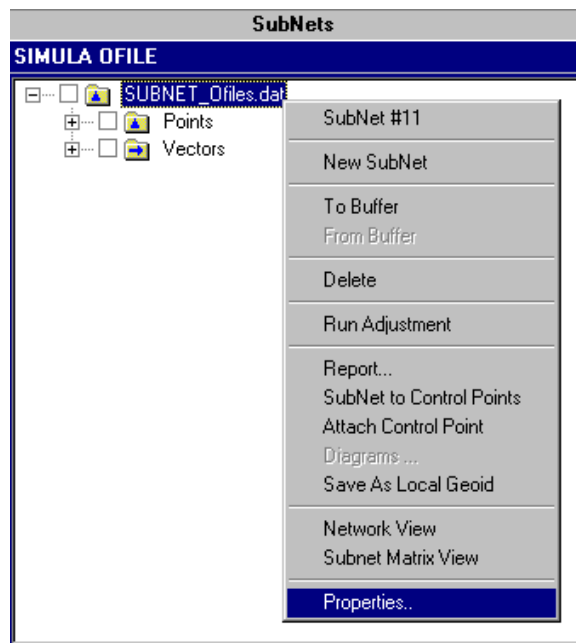 SubNets
SIMULA OFILE
SUBNET_Ofiles.dat
Points
Vectors
SubNet #11
New SubNet
To Buffer
From Buffer
Delete
Run Adjustment
Report...
SubNet to Control Points
Attach Control Point
Diagrams ...
Save As Local Geoid
Network View
Subnet Matrix View
Properties..